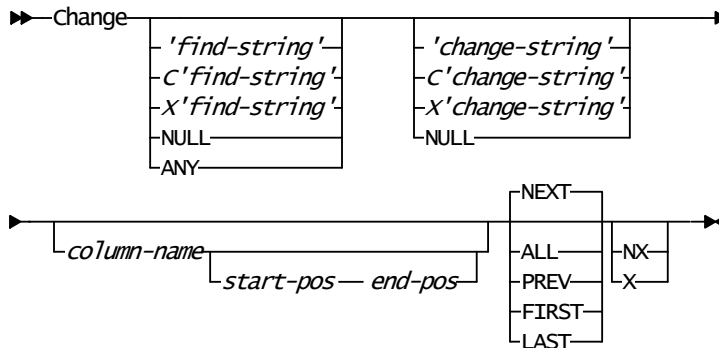 Change
'find-string' 'change-string'
C'find-string' C'change-string'
X'find-string' X'change-string'
NULL NULL
ANY
NEXT
column-name ALL NX
start-pos end-pos PREV X
FIRST
LAST